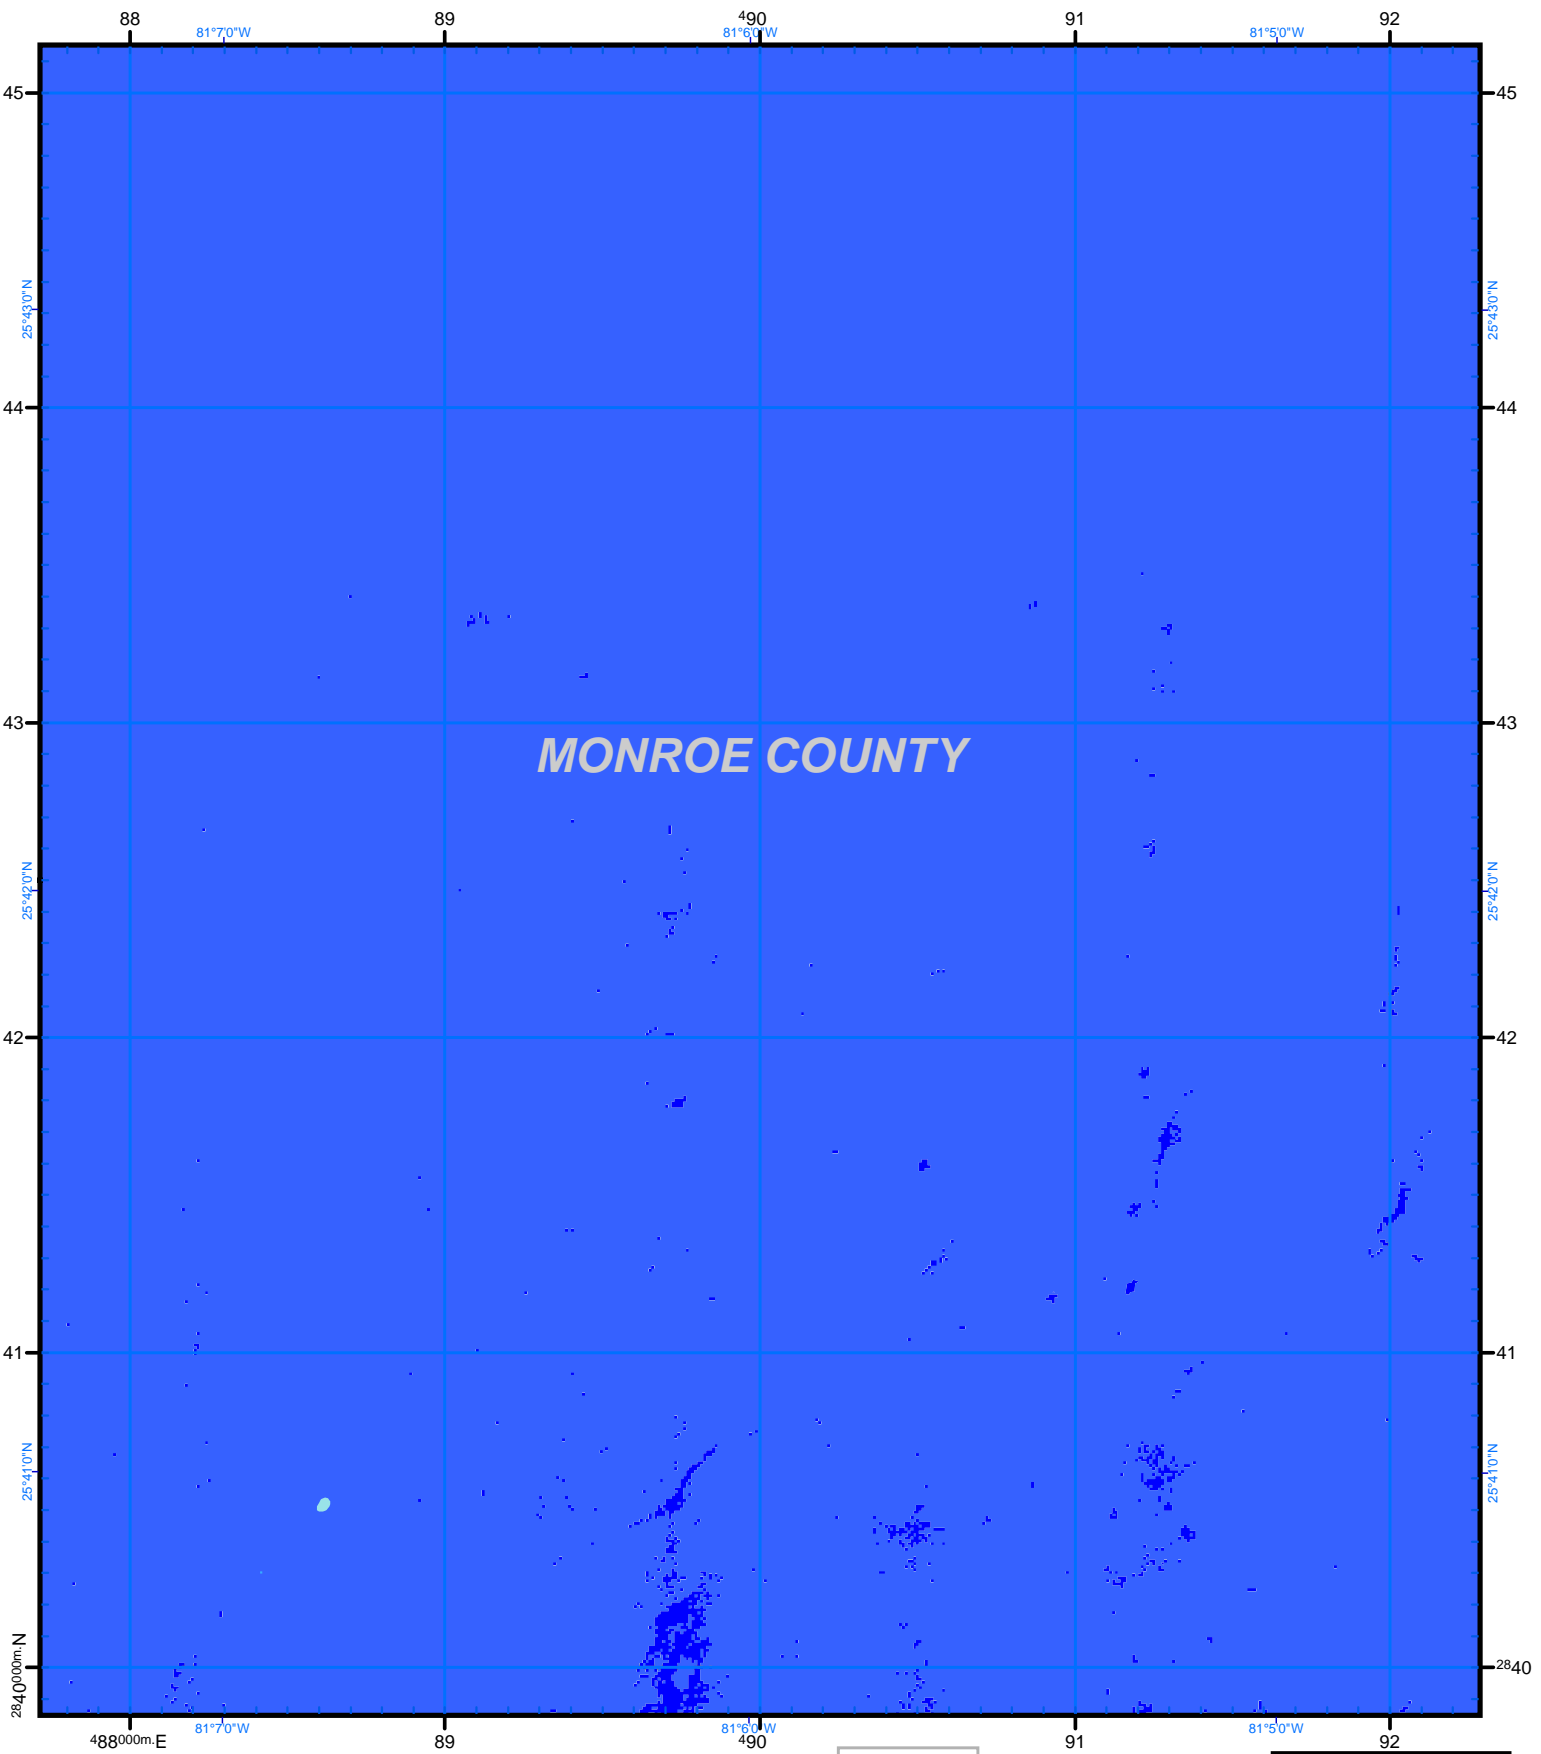 88 89 490 91 92
81°7'0"W 81°6'0"W 81°5'0"W
45 45
44 44
25°43'0"N 25°43'0"N
43 43
MONROE COUNTY
25°42'0"N 25°42'0"N
42 42
41 41
25°41'0"N 25°41'0"N
2840000m.N 2840
81°7'0"W 81°6'0"W 81°5'0"W
488000m.E 89 490 91 92